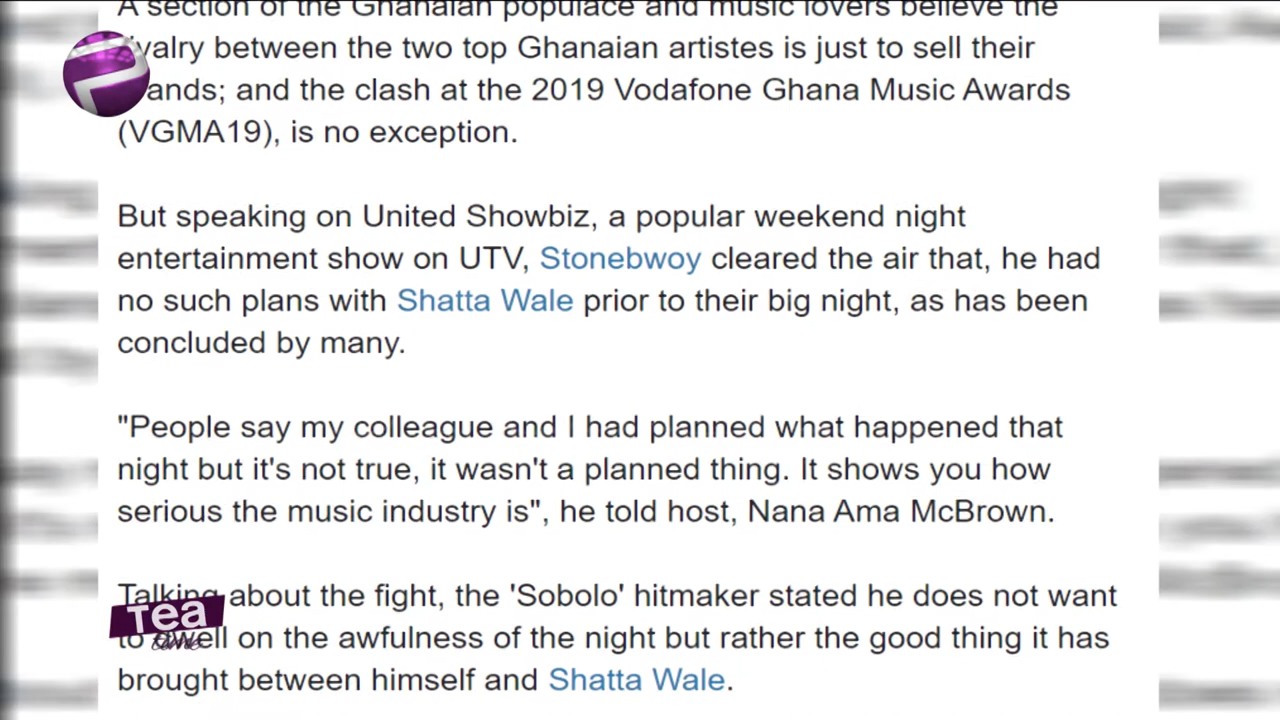 A section of the Ghanaian populace and music lovers believe the
rivalry between the two top Ghanaian artistes is just to sell their
ands; and the clash at the 2019 Vodafone Ghana Music Awards
(VGMA19), is no exception.
But speaking on United Showbiz, a popular weekend night
entertainment show on UTV, Stonebwoy cleared the air that, he had
no such plans with Shatta Wale prior to their big night, as has been
concluded by many.
"People say my colleague and I had planned what happened that
night but it's not true, it wasn't a planned thing. It shows you how
serious the music industry is", he told host, Nana Ama McBrown.
Talking about the fight, the 'Sobolo' hitmaker stated he does not want
to dwell on the awfulness of the night but rather the good thing it has
brought between himself and Shatta Wale.
Tea
time